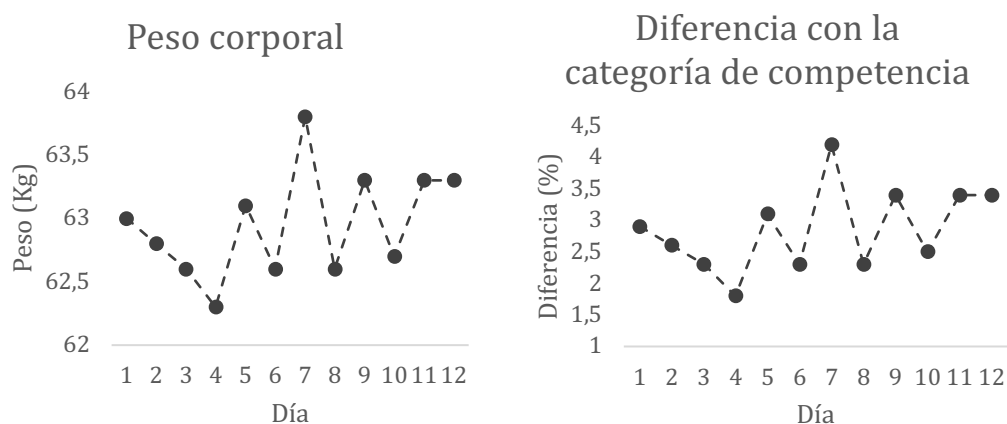 Peso corporal
64
63,5
63
62,5
62
Peso (Kg)
1 2 3 4 5 6 7 8 9 10 11 12
Día
Diferencia con la
categoría de competencia
4,5
4
3,5
3
2,5
2
1,5
1
Diferencia (%)
1 2 3 4 5 6 7 8 9 10 11 12
Día